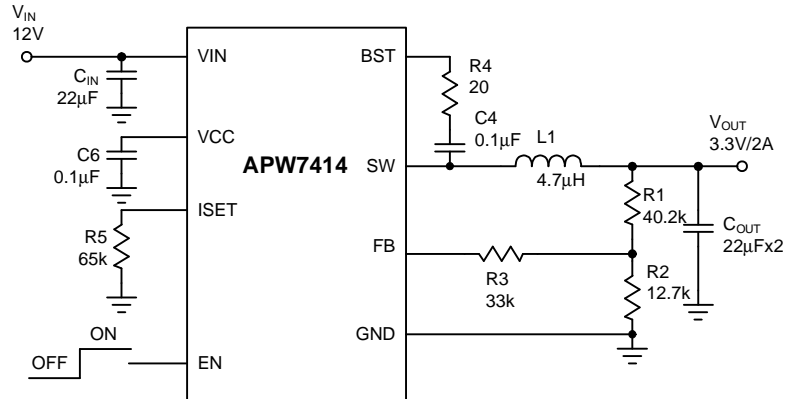 VIN
12V
CIN
22μF
VIN
BST
R4
20
C4
0.1μF
L1
4.7μH
VOUT
3.3V/2A
VCC
C6
0.1μF
APW7414
SW
ISET
R5
65k
R1
40.2k
COUT
22μFx2
FB
R3
33k
R2
12.7k
GND
ON
OFF
EN